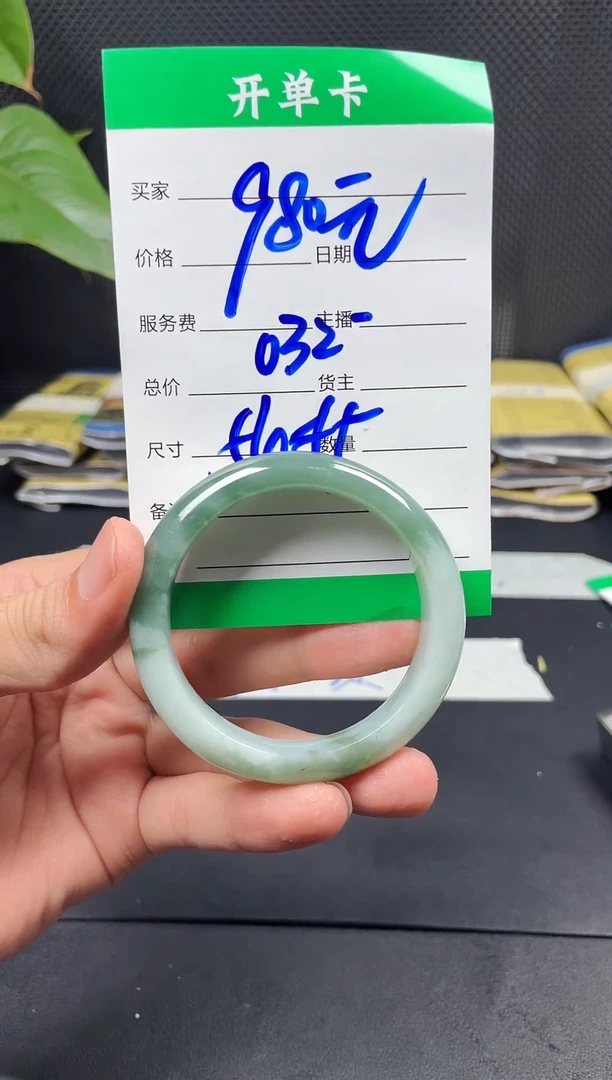 开单卡
买家
980元
价格 日期
服务费 主播
032
总价 货主
尺寸 数量